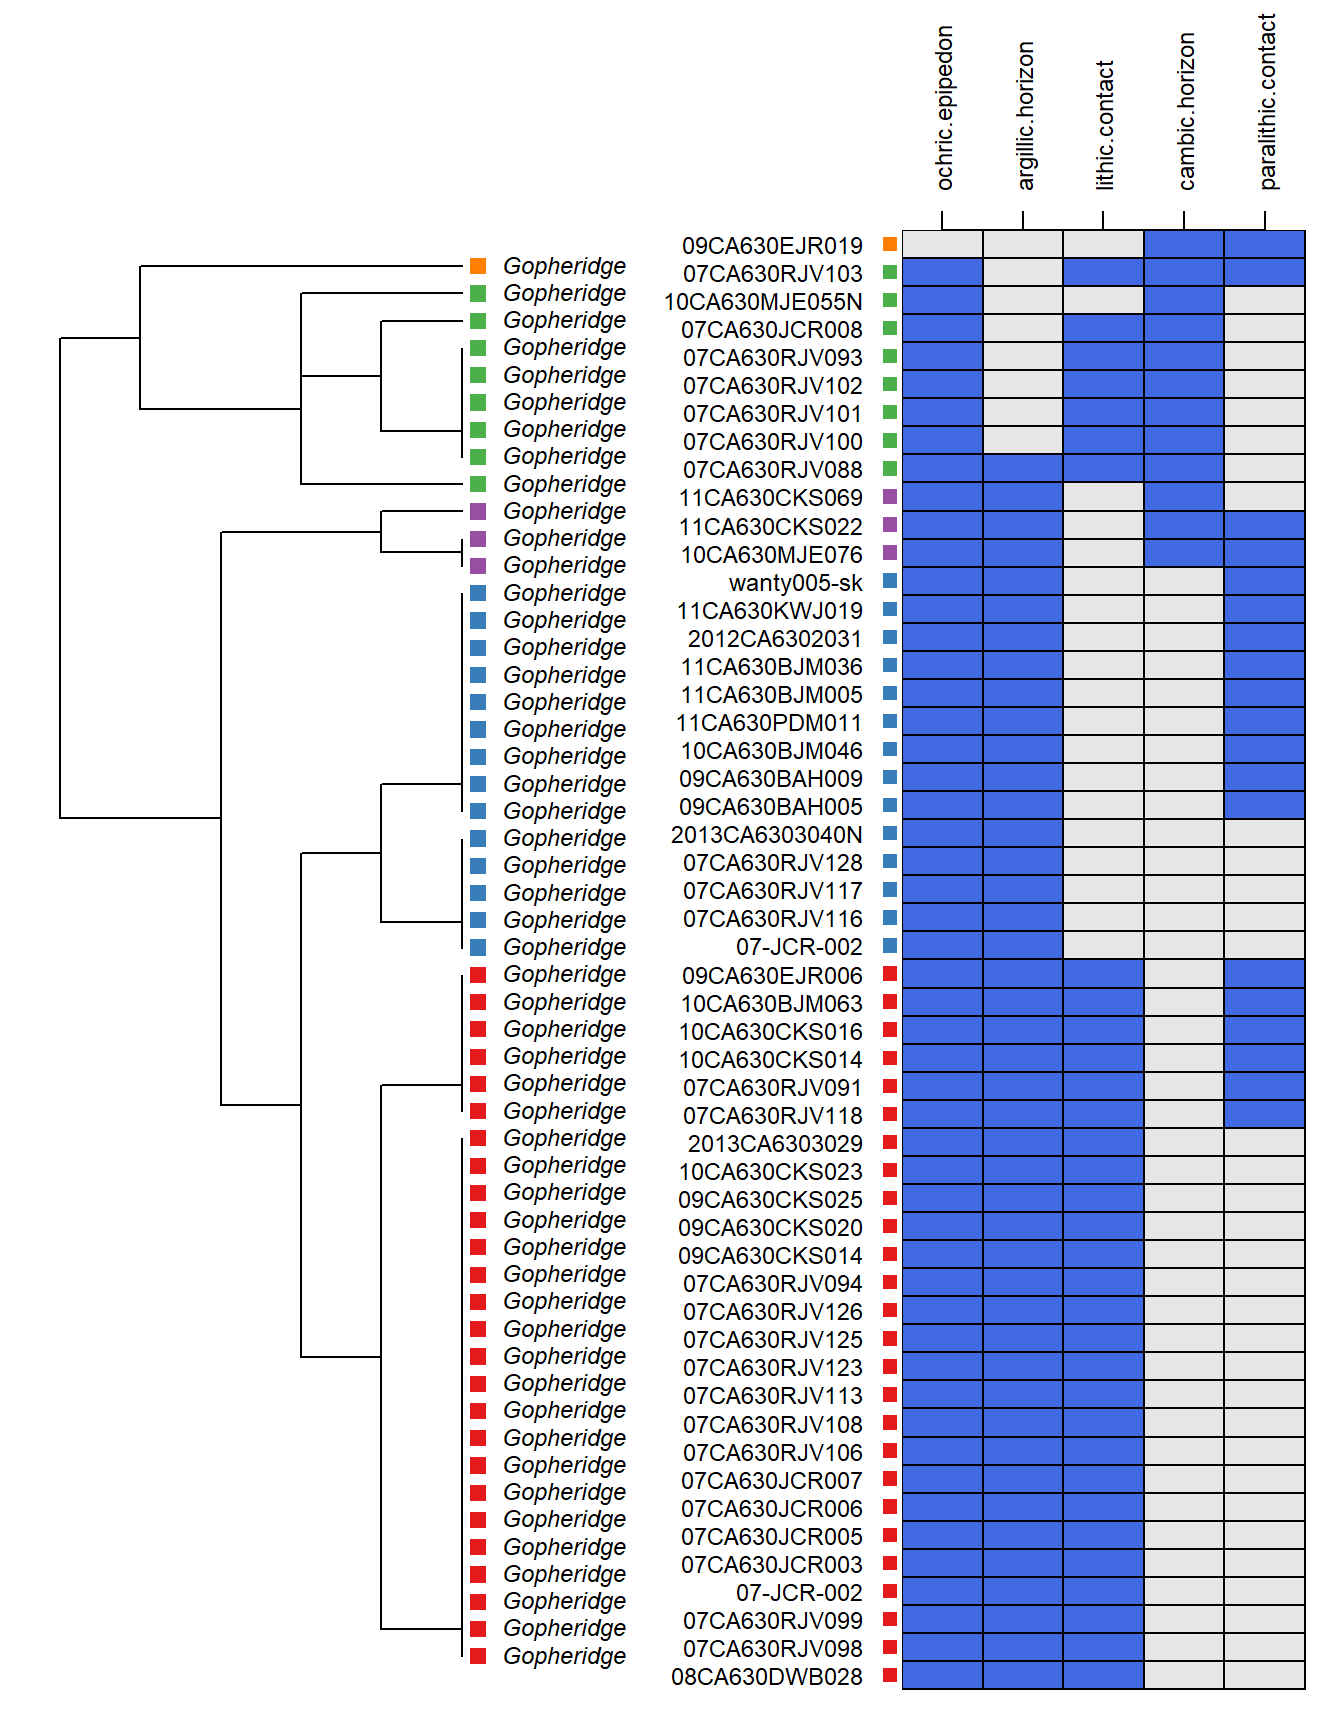 ochric.epipedon
argillic.horizon
lithic.contact
cambic.horizon
paralithic.contact
09CA630EJR019
Gopheridge
07CA630RJV103
Gopheridge
10CA630MJE055N
Gopheridge
07CA630JCR008
Gopheridge
07CA630RJV093
Gopheridge
07CA630RJV102
Gopheridge
07CA630RJV101
Gopheridge
07CA630RJV100
Gopheridge
07CA630RJV088
Gopheridge
11CA630CKS069
Gopheridge
11CA630CKS022
Gopheridge
10CA630MJE076
Gopheridge
wanty005-sk
Gopheridge
11CA630KWJ019
Gopheridge
2012CA6302031
Gopheridge
11CA630BJM036
Gopheridge
11CA630BJM005
Gopheridge
11CA630PDM011
Gopheridge
10CA630BJM046
Gopheridge
09CA630BAH009
Gopheridge
09CA630BAH005
Gopheridge
2013CA6303040N
Gopheridge
07CA630RJV128
Gopheridge
07CA630RJV117
Gopheridge
07CA630RJV116
Gopheridge
07-JCR-002
Gopheridge
09CA630EJR006
Gopheridge
10CA630BJM063
Gopheridge
10CA630CKS016
Gopheridge
10CA630CKS014
Gopheridge
07CA630RJV091
Gopheridge
07CA630RJV118
Gopheridge
2013CA6303029
Gopheridge
10CA630CKS023
Gopheridge
09CA630CKS025
Gopheridge
09CA630CKS020
Gopheridge
09CA630CKS014
Gopheridge
07CA630RJV094
Gopheridge
07CA630RJV126
Gopheridge
07CA630RJV125
Gopheridge
07CA630RJV123
Gopheridge
07CA630RJV113
Gopheridge
07CA630RJV108
Gopheridge
07CA630RJV106
Gopheridge
07CA630JCR007
Gopheridge
07CA630JCR006
Gopheridge
07CA630JCR005
Gopheridge
07CA630JCR003
Gopheridge
07-JCR-002
Gopheridge
07CA630RJV099
Gopheridge
07CA630RJV098
Gopheridge
08CA630DWB028